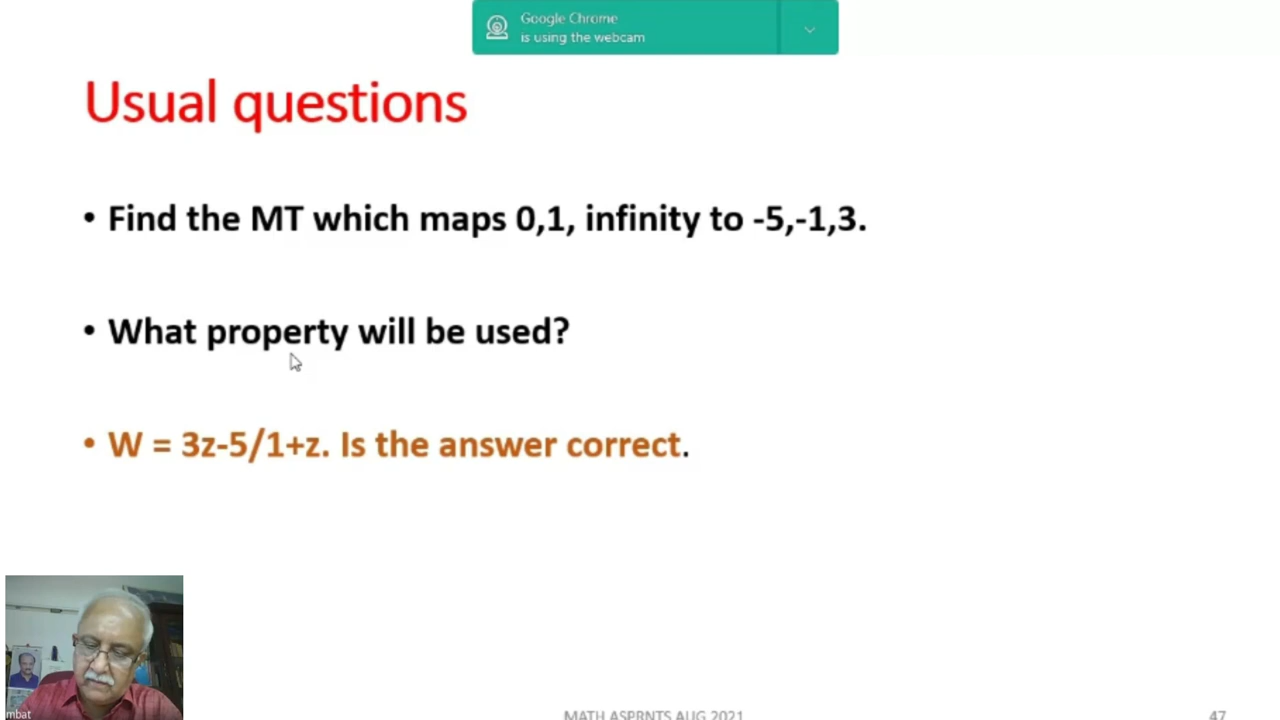 Google Chrome
is using the webcam
Usual questions
• Find the MT which maps 0,1, infinity to -5,-1,3.
• What property will be used?
• W = 3z-5/1+z. Is the answer correct.
mbat
MATH ASPRNTS AUG 2021
47